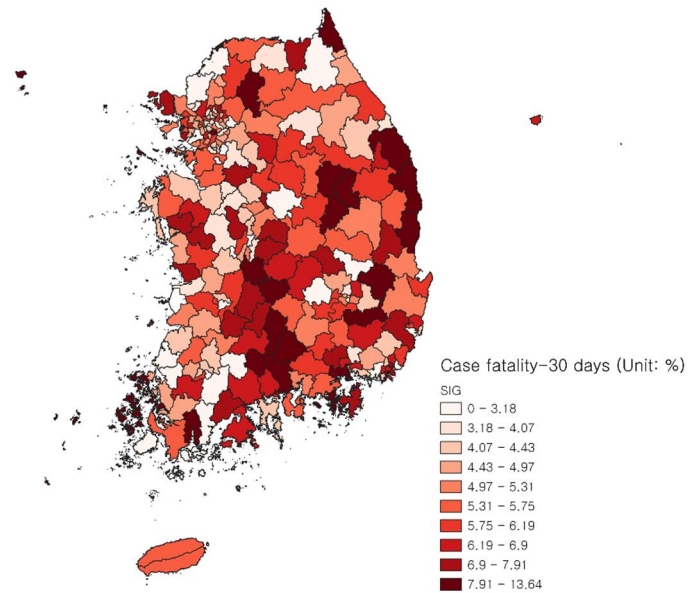 Case fatality-30 days (Unit: %)
SIG
0 - 3.18
3.18 - 4.07
4.07 - 4.43
4.43 - 4.97
4.97 - 5.31
5.31 - 5.75
5.75 - 6.19
6.19 - 6.9
6.9 - 7.91
7.91 - 13.64